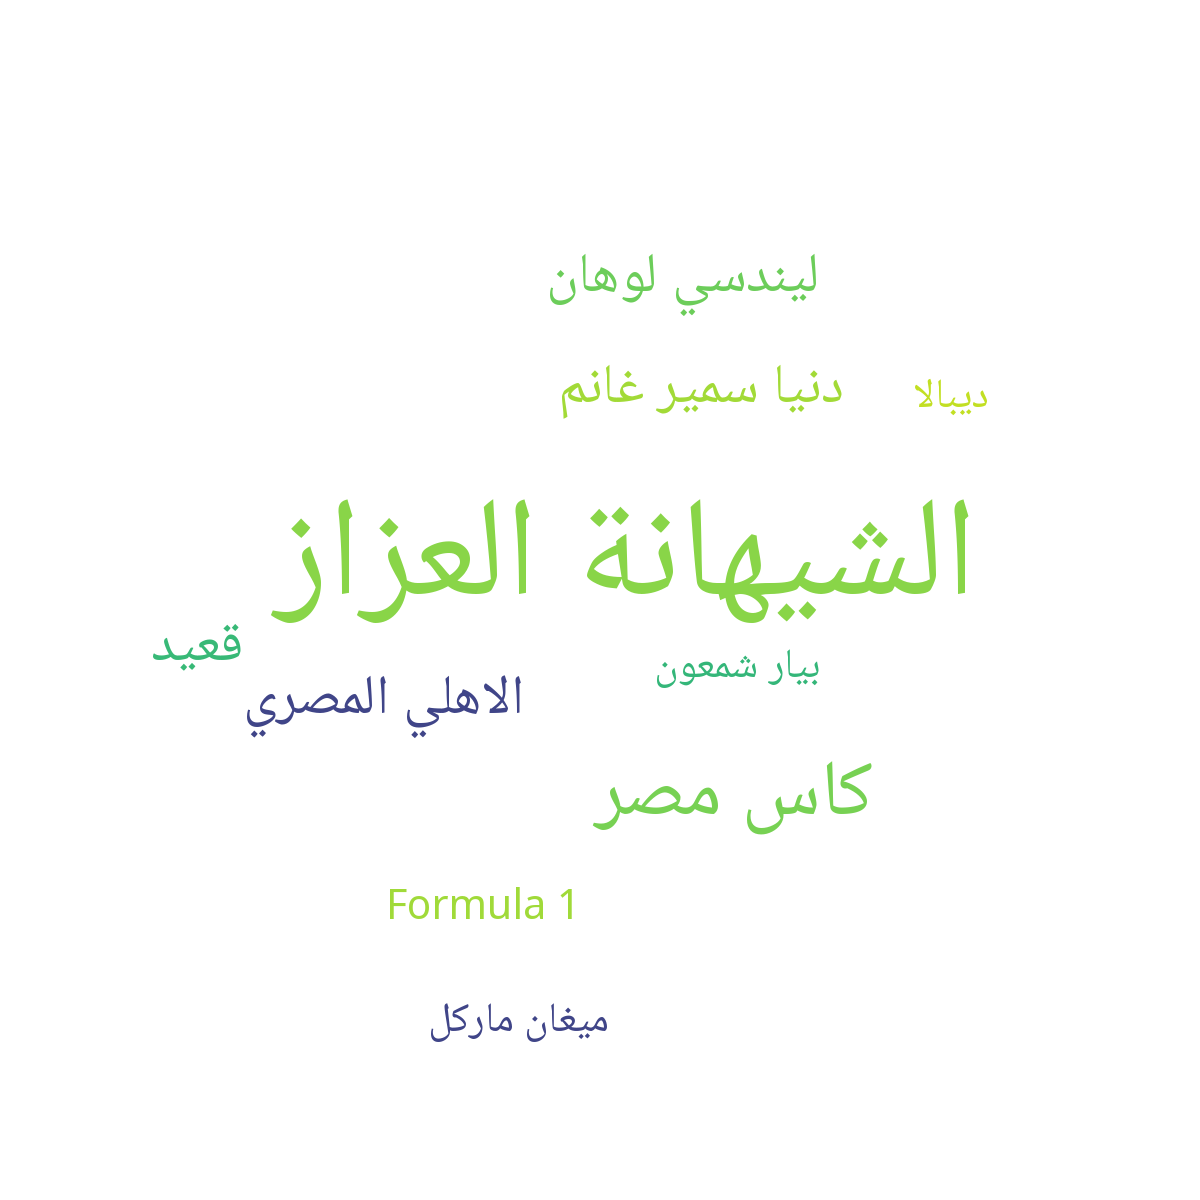 ليندسي لوهان
دنيا سمير غانم
ديبالا
الشيهانة العزاز
قعيد
بيار شمعون
الاهلي المصري
كاس مصر
Formula 1
ميغان ماركل